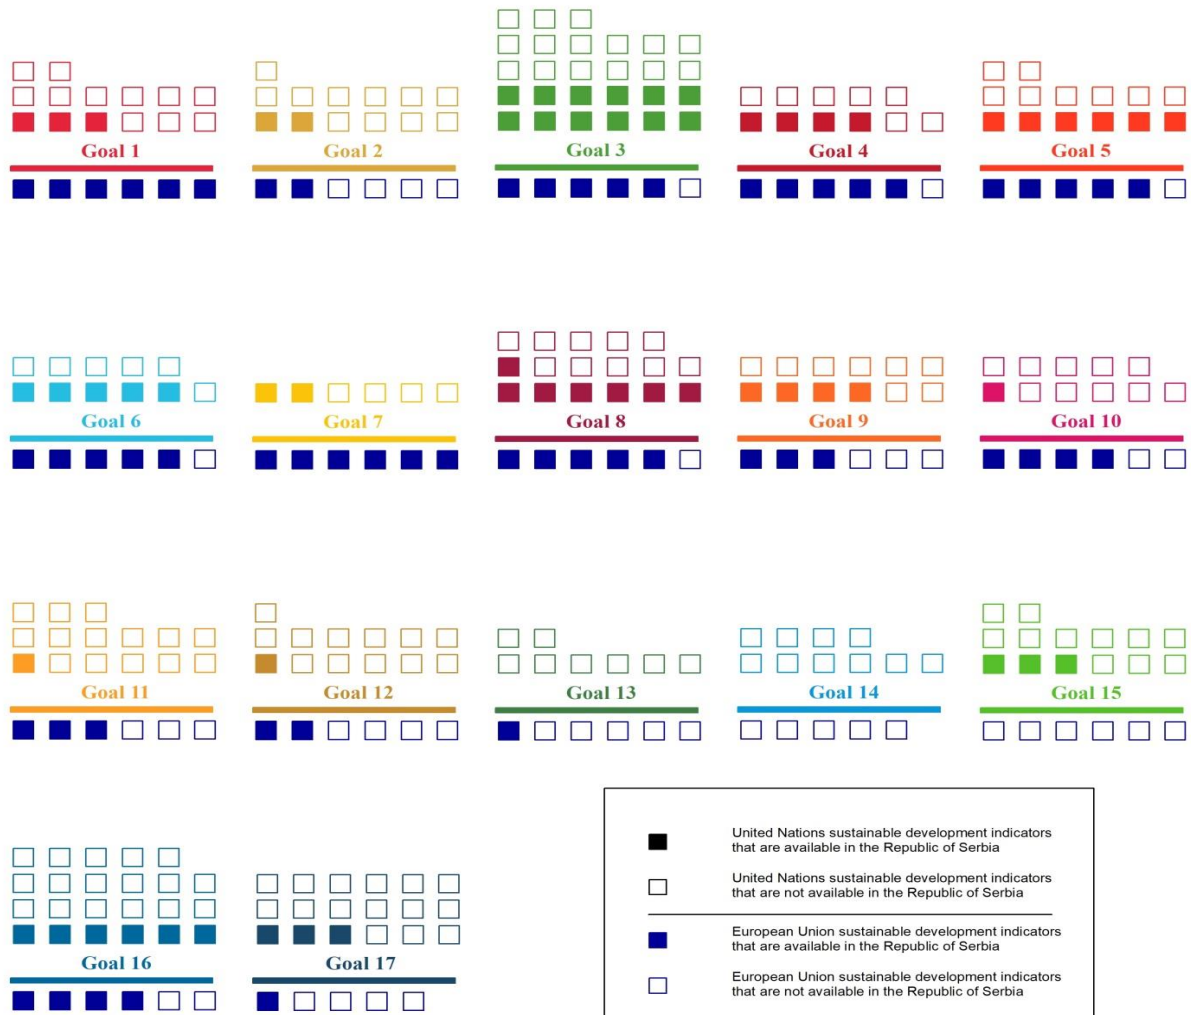 Goal 1
Goal 2
Goal 3
Goal 4
Goal 5
Goal 6
Goal 7
Goal 8
Goal 9
Goal 10
Goal 11
Goal 12
Goal 13
Goal 14
Goal 15
Goal 16
Goal 17
United Nations sustainable development indicators
that are available in the Republic of Serbia
United Nations sustainable development indicators
that are not available in the Republic of Serbia
European Union sustainable development indicators
that are available in the Republic of Serbia
European Union sustainable development indicators
that are not available in the Republic of Serbia